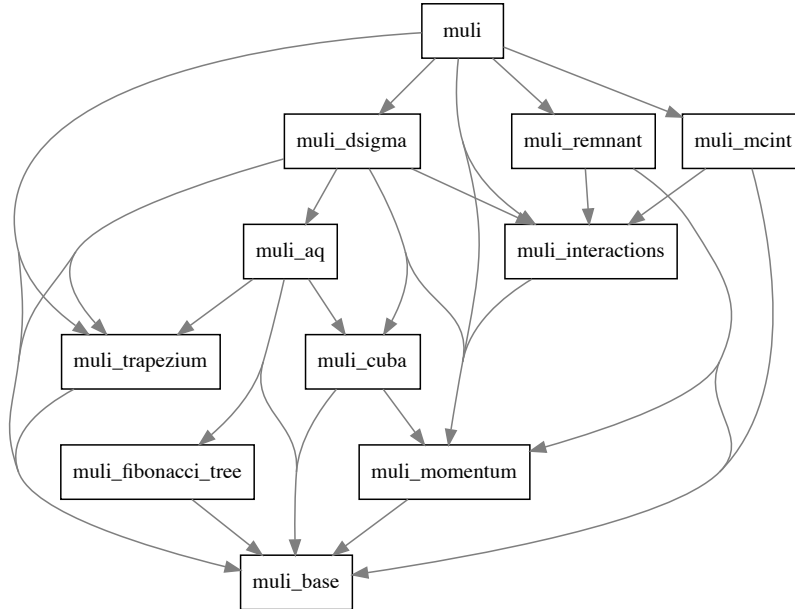 muli
muli_dsigma
muli_remnant
muli_mcint
muli_aq
muli_interactions
muli_trapezium
muli_cuba
muli_fibonacci_tree
muli_momentum
muli_base